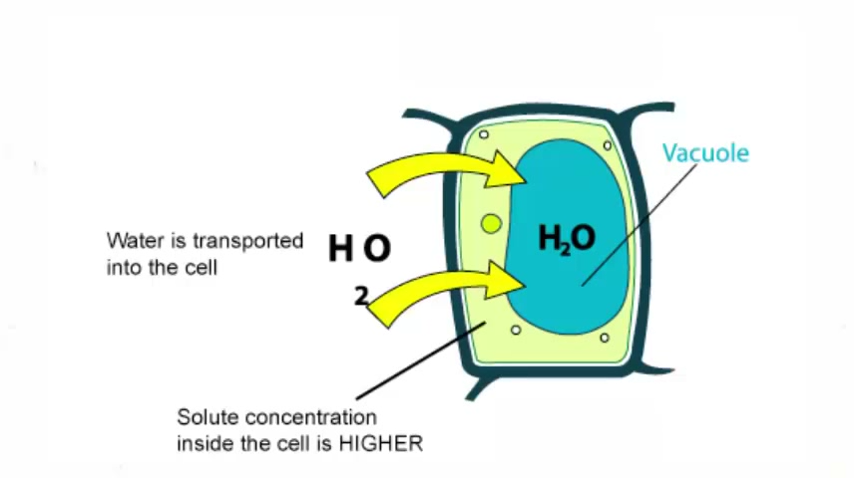 Vacuole
Water is transported
into the cell
H O
2
H₂O
Solute concentration
inside the cell is HIGHER